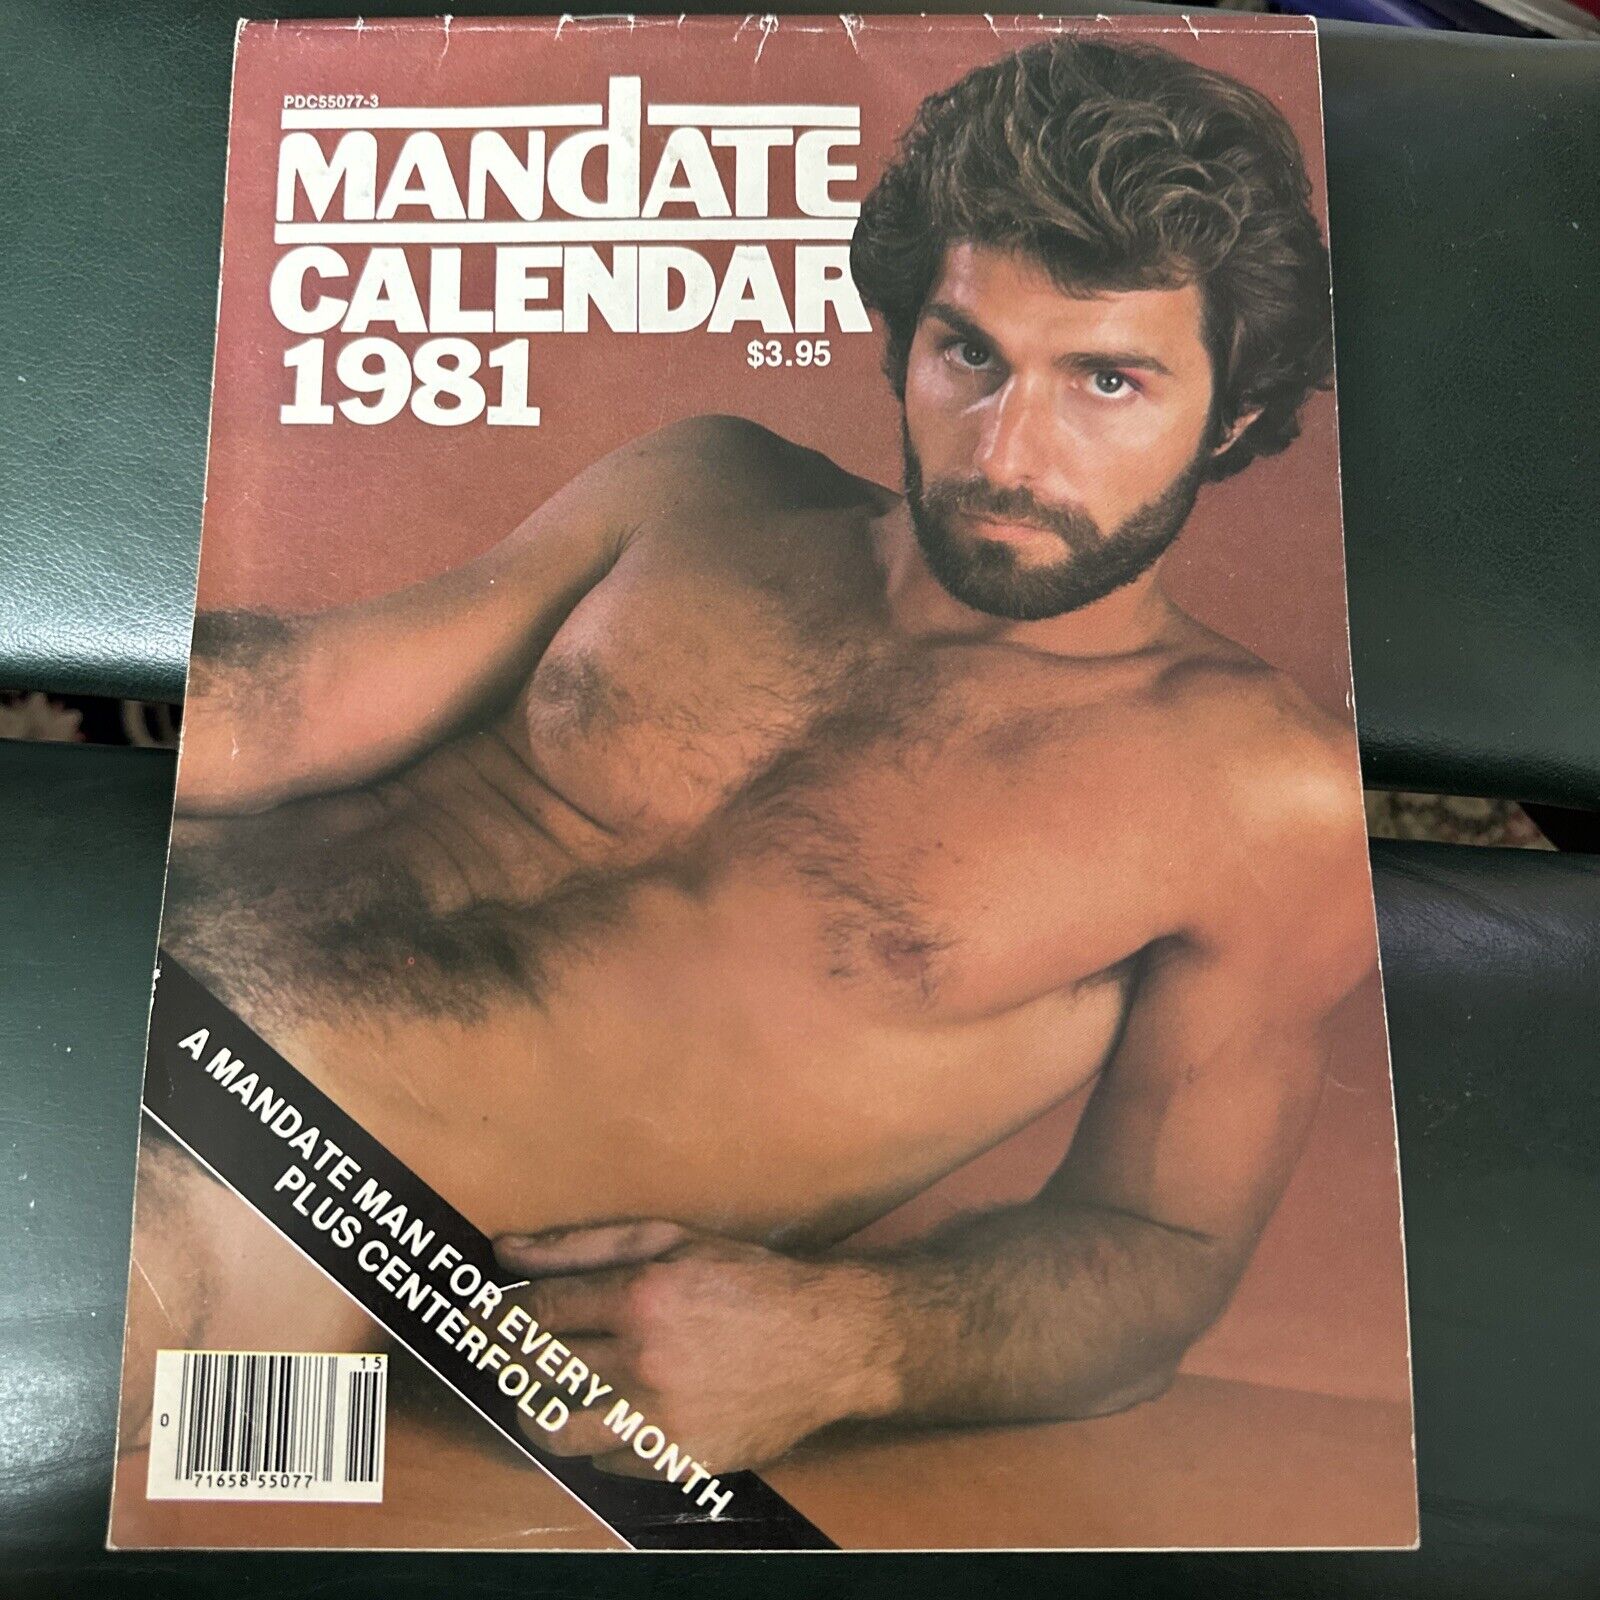 PDC55077-3
MANDATE
CALENDAR
1981
$3.95
A MANDATE MAN FOR EVERY MONTH
PLUS CENTERFOLD
15
0
71658 55077